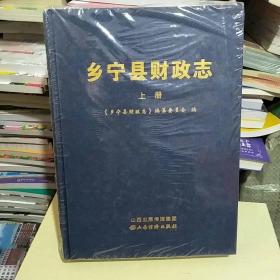 乡宁县财政志
上册
《乡宁县财政志》编纂委员会 编
山西出版传媒集团
山西经济出版社